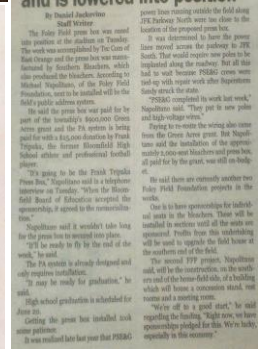 and is lowered into position
By Daniel Jackovino
Staff Writer
The Foley Field press box was eased
into position at the stadium on Tuesday.
The work was accomplished by Tec Cam of
East Orange and the press box was manu-
factured by Southern Bleachers, which
also produced the bleachers. According to
Michael Napolitano, of the Foley Field
Foundation, next to be installed will be the
field's public address system.
He said the press box was paid for by
part of the township's $900,000 Green
Acres grant and the PA system is being
paid for with a $25,000 donation by Frank
Tripuka, the former Bloomfield High
School athlete and professional football
player.
"It's going to be the Frank Tripuka
Press Box," Napolitano said in a telephone
interview on Tuesday. "When the Bloom-
field Board of Education accepted the
sponsorship, it agreed to the memorializa-
tion."
Napolitano said it wouldn't take long
for the press box to secured into place.
"It'll be ready to fly by the end of the
week," he said.
The PA system is already designed and
only requires installation.
"It may be ready for graduation," he
said.
High school graduation is scheduled for
June
Getting the press box installed took
some patience.
It was realized late last year that PSE&G
power lines running outside the field along
JFK Parkway North were too close to the
location of the proposed press box.
It was determined to have the power
lines moved across the parkway to JFK
South. That would require new poles to be
implanted along the roadway. But all this
had to wait because PSE&G crews were
tied-up with repair work after Superstorm
Sandy struck the state.
"PSE&G completed its work last week,"
Napolitano said. "They put in new poles
and high-voltage wires."
Paying to re-route the wiring also came
from the Green Acres grant. But Napoli-
tano said the installation of the approxi-
mately 2,000-seat bleachers and press box,
all paid for by the grant, was still on-budg-
et.
He said there are currently another two
Foley Field Foundation projects in the
works.
One is to have sponsorships for individ-
ual seats in the bleachers. These will be
installed in sections until all the seats are
sponsored. Profits from this undertaking
will be used to upgrade the field house at
the southern end of the field.
The second FFF project, Napolitano
said, will be the construction, on the south-
ern end of the home-field side, of a building
which will house a concession stand, rest
rooms and a meeting room.
"We're off to a good start," he said
regarding the funding. "Right now, we have
sponsorships pledged for this. We're lucky,
especially in this economy."